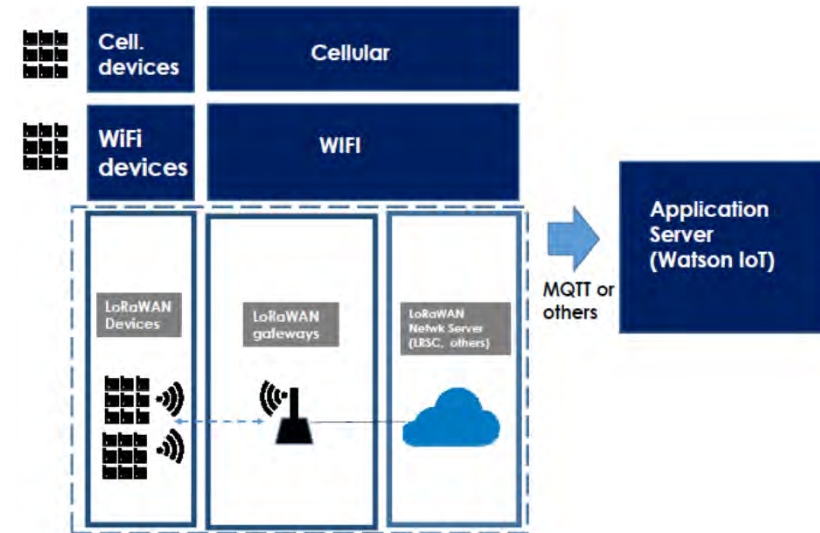 Cell.
devices
Cellular
WiFi
devices
WIFI
Application
Server
(Watson IoT)
MQTT or
others
LoRaWAN
Devices
LoRaWAN
gateways
LoRaWAN
Netwk Server
(LRSC, others)